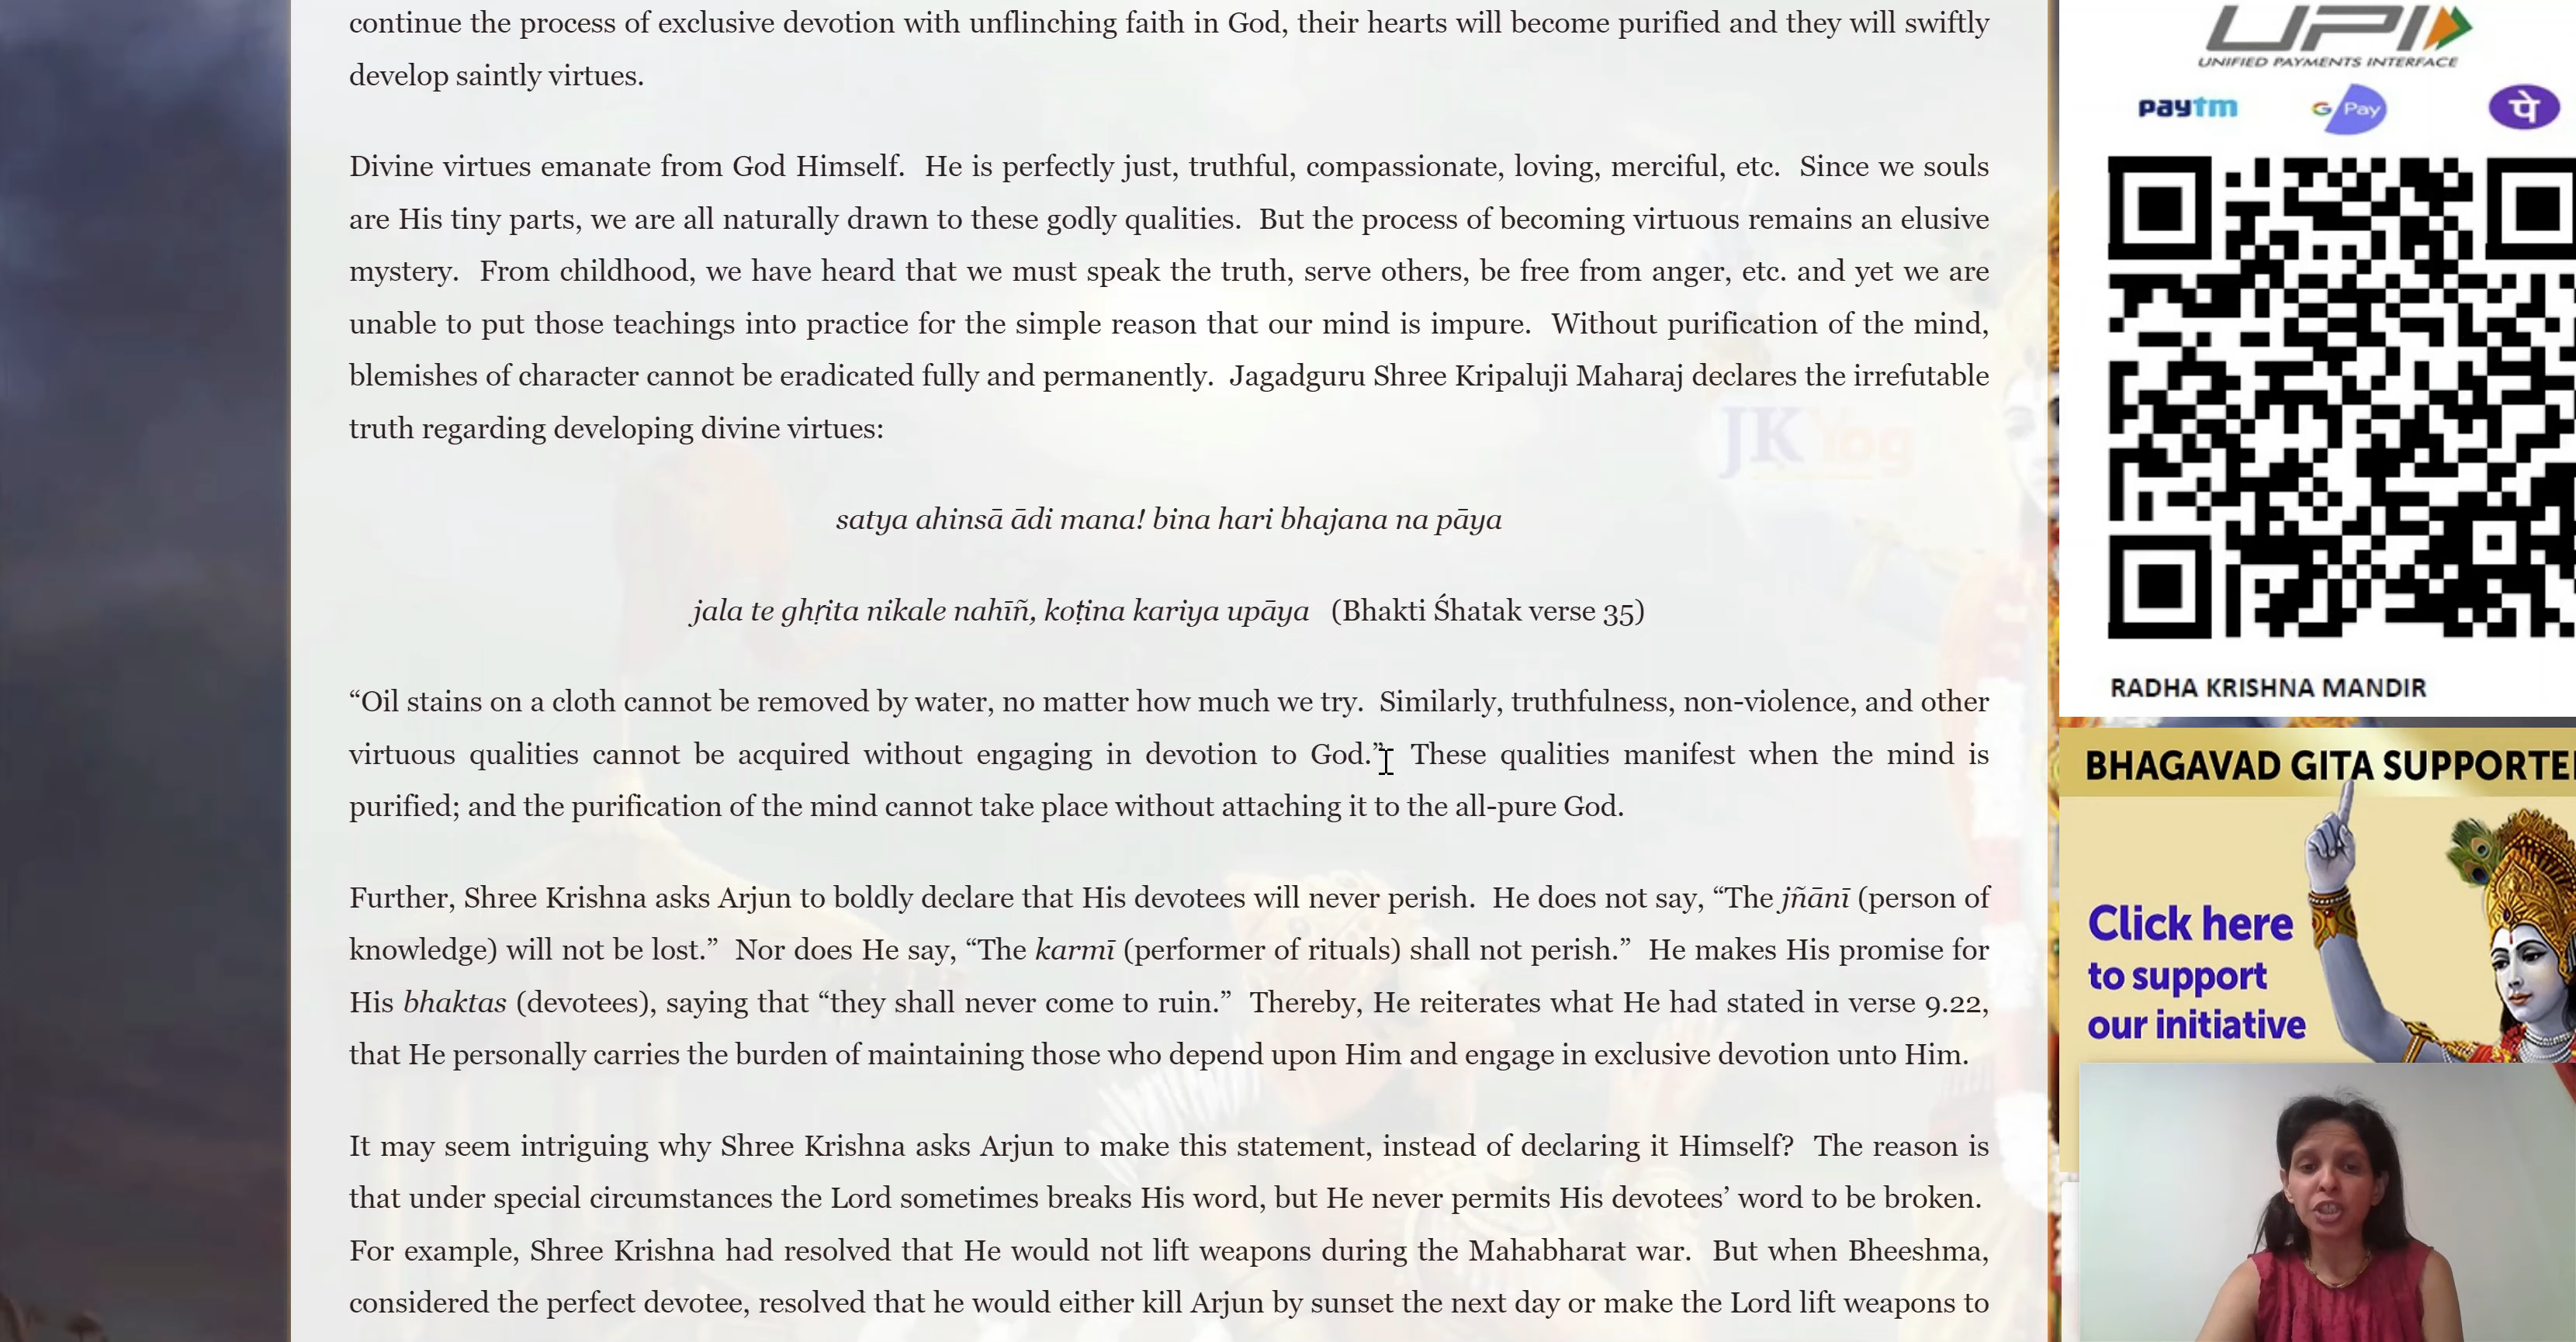 continue the process of exclusive devotion with unflinching faith in God, their hearts will become purified and they will swiftly
develop saintly virtues.
Divine virtues emanate from God Himself.  He is perfectly just, truthful, compassionate, loving, merciful, etc.  Since we souls
are His tiny parts, we are all naturally drawn to these godly qualities.  But the process of becoming virtuous remains an elusive
mystery.  From childhood, we have heard that we must speak the truth, serve others, be free from anger, etc. and yet we are
unable to put those teachings into practice for the simple reason that our mind is impure.  Without purification of the mind,
blemishes of character cannot be eradicated fully and permanently.  Jagadguru Shree Kripaluji Maharaj declares the irrefutable
truth regarding developing divine virtues:
JKYog
satya ahinsā ādi mana! bina hari bhajana na pāya
jala te ghṛita nikale nahīñ, koṭina kariya upāya   (Bhakti Śhatak verse 35)
“Oil stains on a cloth cannot be removed by water, no matter how much we try.  Similarly, truthfulness, non-violence, and other
virtuous qualities cannot be acquired without engaging in devotion to God.”  These qualities manifest when the mind is
purified; and the purification of the mind cannot take place without attaching it to the all-pure God.
Further, Shree Krishna asks Arjun to boldly declare that His devotees will never perish.  He does not say, “The jñānī (person of
knowledge) will not be lost.”  Nor does He say, “The karmī (performer of rituals) shall not perish.”  He makes His promise for
His bhaktas (devotees), saying that “they shall never come to ruin.”  Thereby, He reiterates what He had stated in verse 9.22,
that He personally carries the burden of maintaining those who depend upon Him and engage in exclusive devotion unto Him.
It may seem intriguing why Shree Krishna asks Arjun to make this statement, instead of declaring it Himself?  The reason is
that under special circumstances the Lord sometimes breaks His word, but He never permits His devotees’ word to be broken.
For example, Shree Krishna had resolved that He would not lift weapons during the Mahabharat war.  But when Bheeshma,
considered the perfect devotee, resolved that he would either kill Arjun by sunset the next day or make the Lord lift weapons to
UPI
UNIFIED PAYMENTS INTERFACE
paytm G Pay पे
RADHA KRISHNA MANDIR
BHAGAVAD GITA SUPPORTE
Click here
to support
our initiative